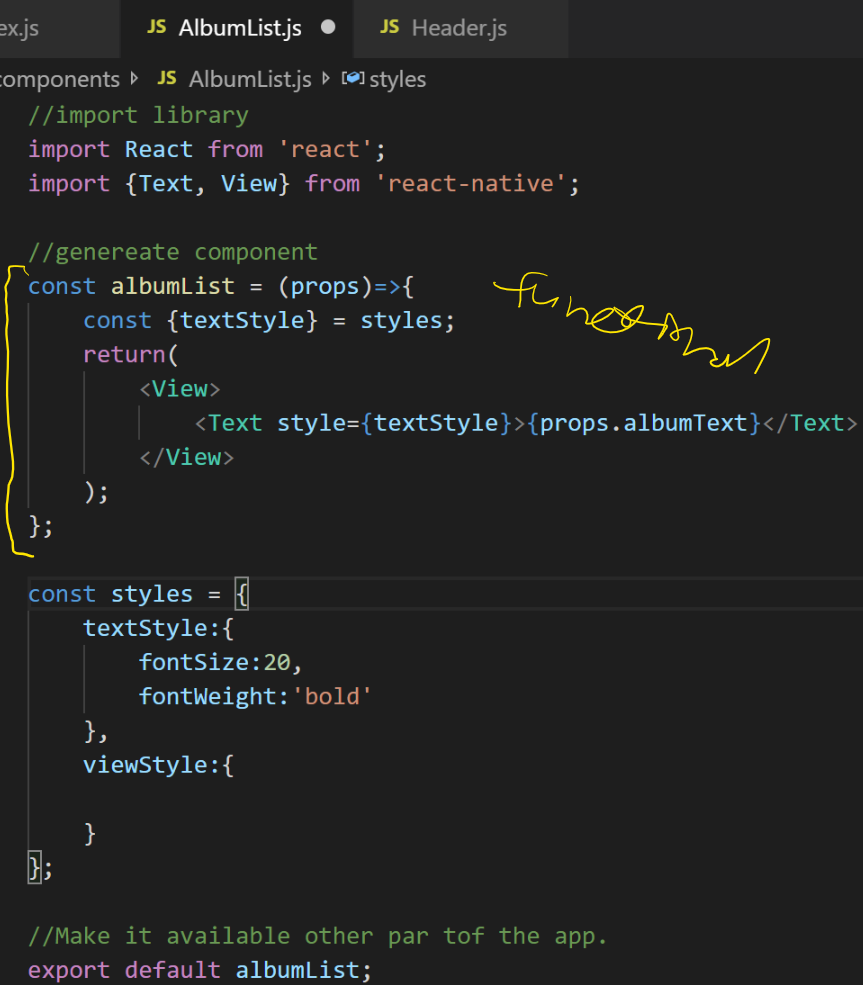 ex.js JS AlbumList.js JS Header.js
components JS AlbumList.js styles
//import library
import React from 'react';
import {Text, View} from 'react-native';
//genereate component
const albumList = (props)=>{
const {textStyle} = styles;
return(
<View>
<Text style={textStyle}>{props.albumText}</Text>
</View>
);
};
functional
const styles = {
textStyle:{
fontSize:20,
fontWeight:'bold'
},
viewStyle:{
}
};
//Make it available other par tof the app.
export default albumList;